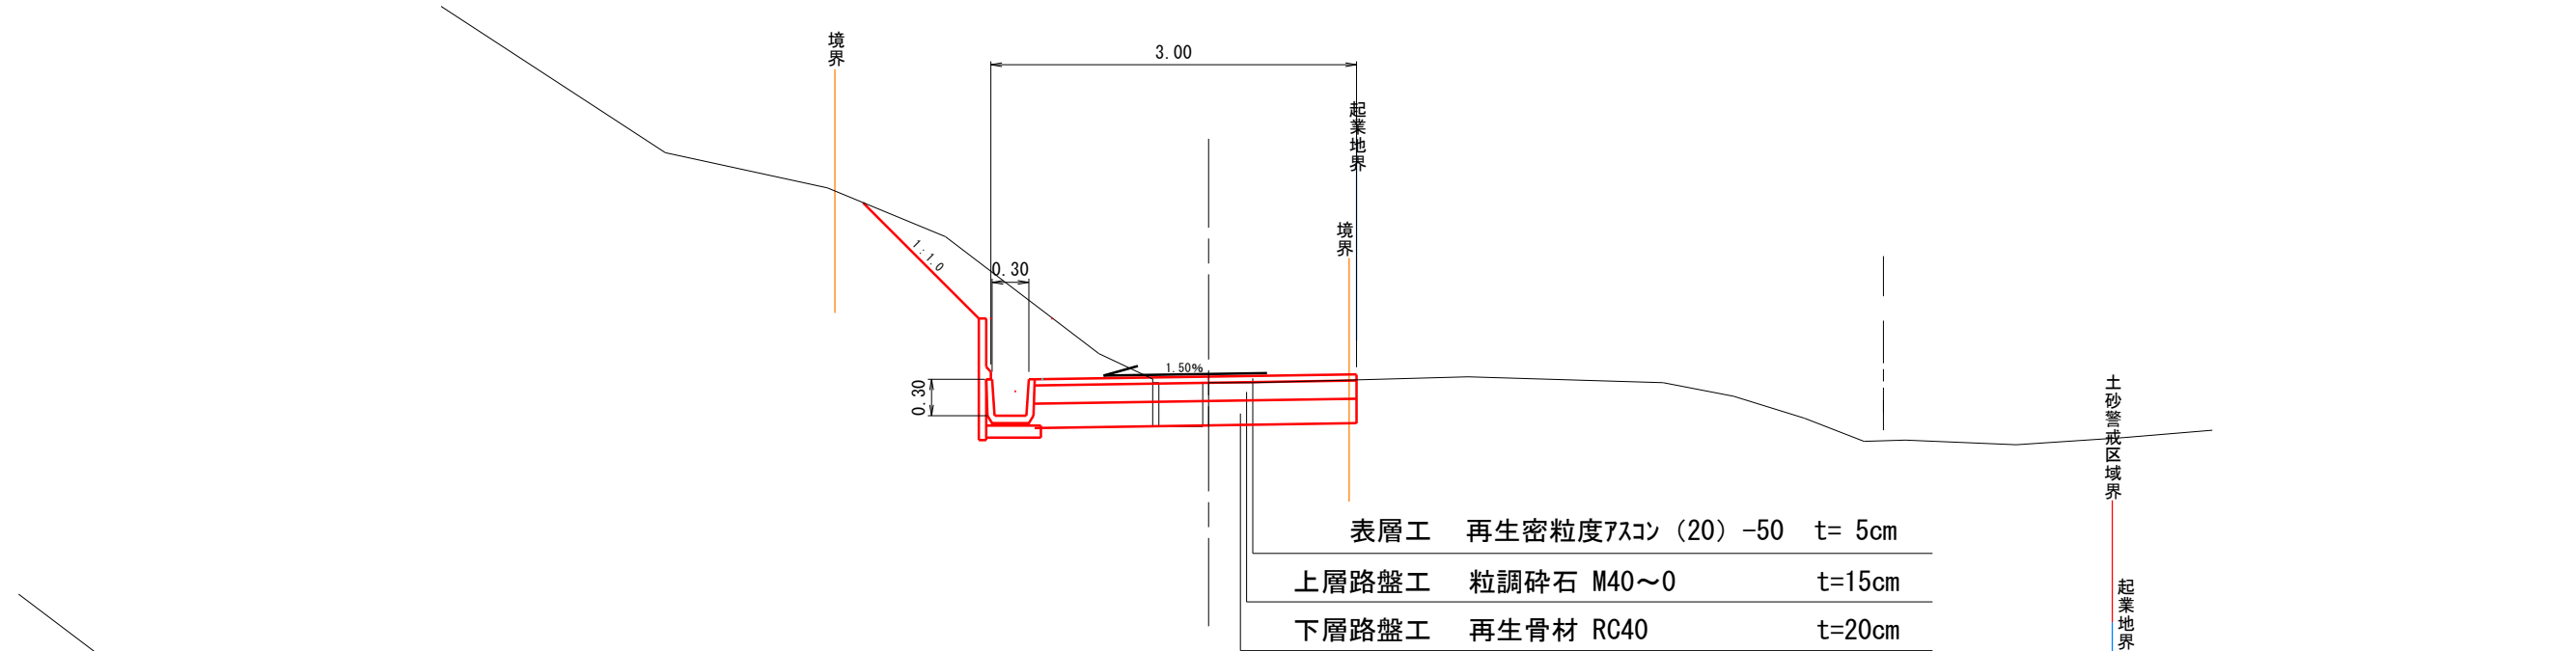 境界
3.00
起業地界
境界
1:1.0
0.30
1.50%
0.30
土砂警戒区域界
表層工 再生密粒度ｱｽｺﾝ（20）-50 t= 5cm
上層路盤工 粒調砕石 M40～0 t=15cm
下層路盤工 再生骨材 RC40 t=20cm
起業地界